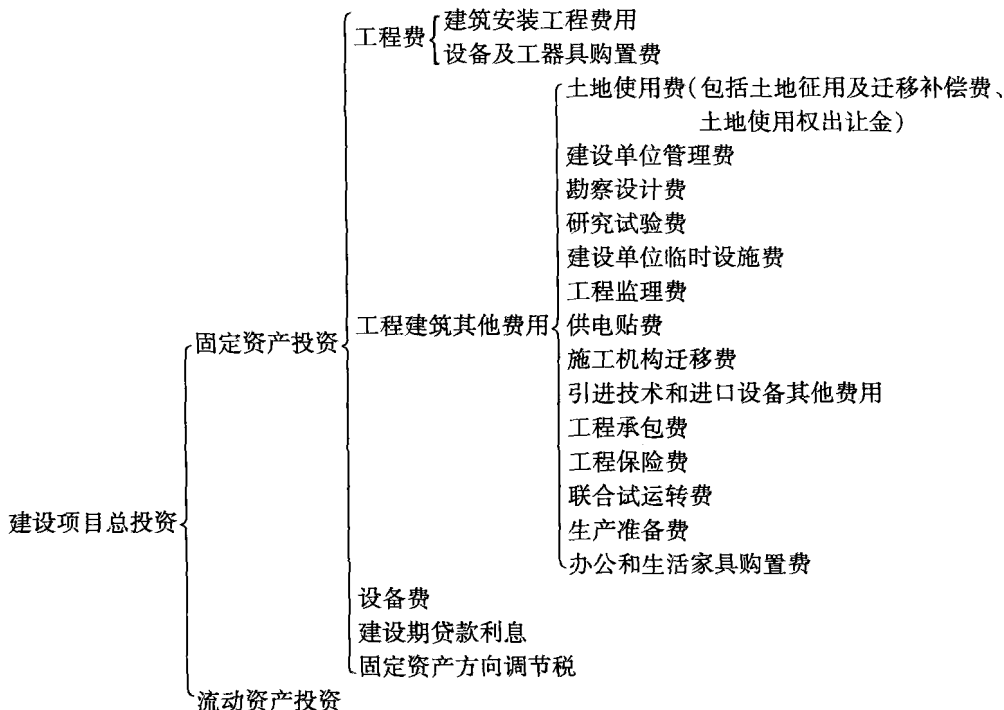 建筑安装工程费用
工程费
设备及工器具购置费
土地使用费(包括土地征用及迁移补偿费、
土地使用权出让金)
建设单位管理费
勘察设计费
研究试验费
建设单位临时设施费
工程监理费
工程建筑其他费用
供电贴费
固定资产投资
施工机构迁移费
引进技术和进口设备其他费用
工程承包费
工程保险费
联合试运转费
建设项目总投资
生产准备费
办公和生活家具购置费
设备费
建设期贷款利息
固定资产方向调节税
流动资产投资